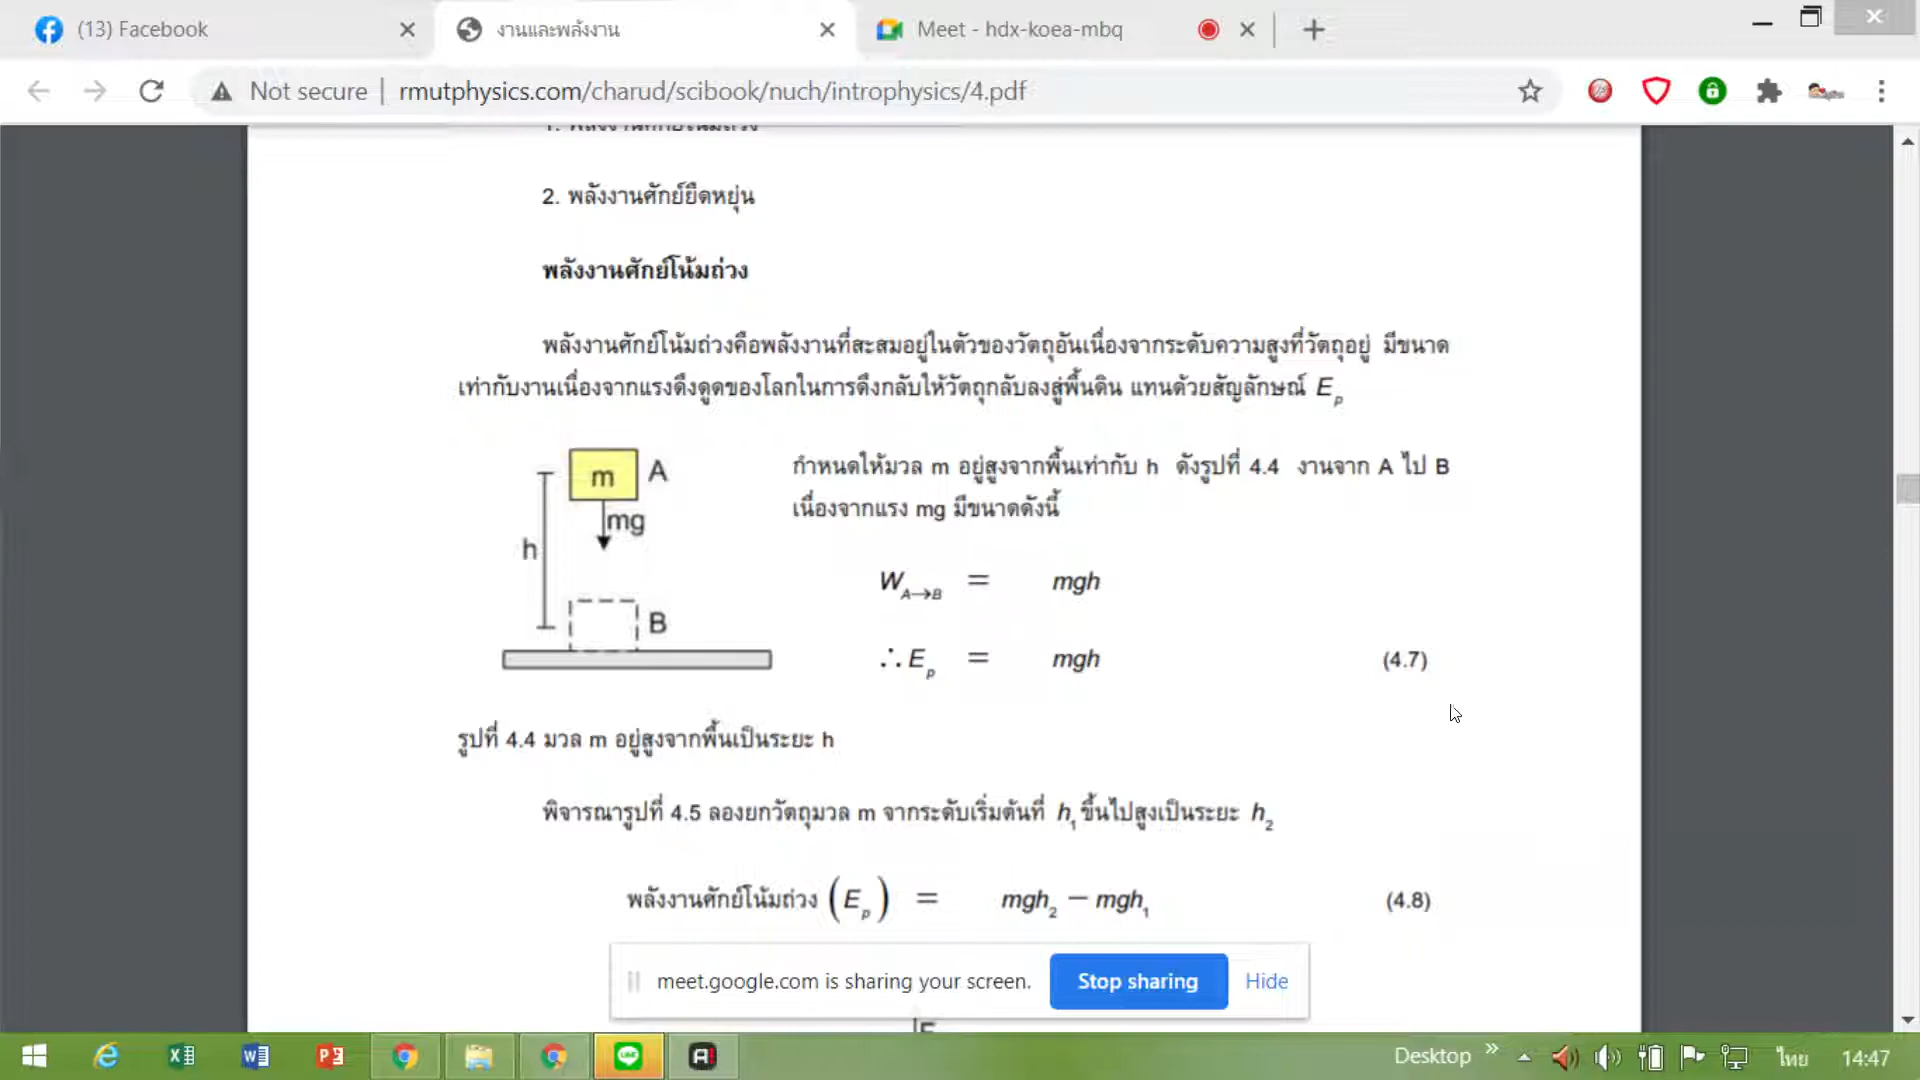 (13) Facebook
งานและพลังงาน
Meet - hdx-koea-mbq
Not secure
rmutphysics.com/charud/scibook/nuch/introphysics/4.pdf
1. พลังงานศักย์โน้มถ่วง
2. พลังงานศักย์ยืดหยุ่น
พลังงานศักย์โน้มถ่วง
พลังงานศักย์โน้มถ่วงคือพลังงานที่สะสมอยู่ในตัวของวัตถุอันเนื่องจากระดับความสูงที่วัตถุอยู่ มีขนาด
เท่ากับงานเนื่องจากแรงดึงดูดของโลกในการดึงกลับให้วัตถุกลับลงสู่พื้นดิน แทนด้วยสัญลักษณ์ E_p
m A
mg
h
B
กำหนดให้มวล m อยู่สูงจากพื้นเท่ากับ h ดังรูปที่ 4.4 งานจาก A ไป B
เนื่องจากแรง mg มีขนาดดังนี้
W_{A→B} = mgh
∴ E_p = mgh (4.7)
รูปที่ 4.4 มวล m อยู่สูงจากพื้นเป็นระยะ h
พิจารณารูปที่ 4.5 ลองยกวัตถุมวล m จากระดับเริ่มต้นที่ h_1 ขึ้นไปสูงเป็นระยะ h_2
พลังงานศักย์โน้มถ่วง (E_p) = mgh_2 − mgh_1 (4.8)
meet.google.com is sharing your screen.
Stop sharing
Hide
Desktop
ไทย
14:47